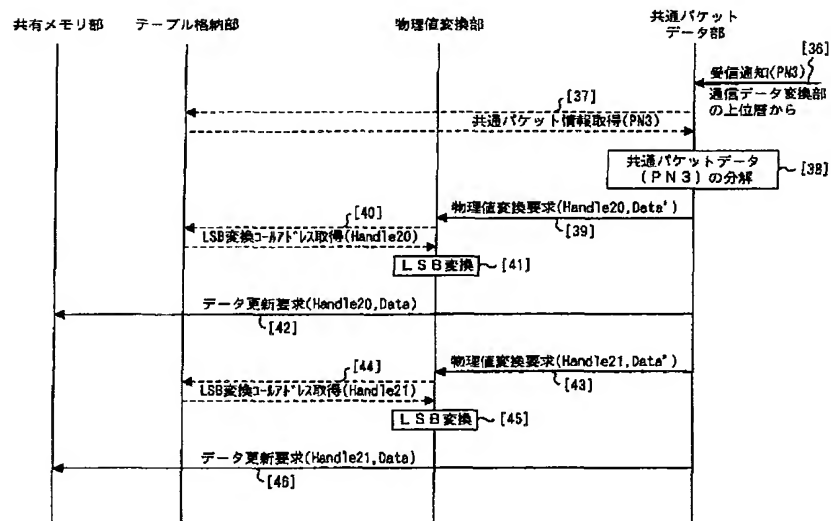 共有メモリ部
テーブル格納部
物理値変換部
共通パケット
データ部
[36]
受信通知(PN3)
通信データ変換部
の上位層から
[37]
共通パケット情報取得(PN3)
共通パケットデータ
(PN3)の分解
[38]
[40]
物理値変換要求(Handle20,Data*)
LSB変換コールアドレス取得(Handle20)
[39]
LSB変換
[41]
データ更新要求(Handle20,Data)
[42]
[44]
物理値変換要求(Handle21,Data*)
LSB変換コールアドレス取得(Handle21)
[43]
LSB変換
[45]
データ更新要求(Handle21,Data)
[46]